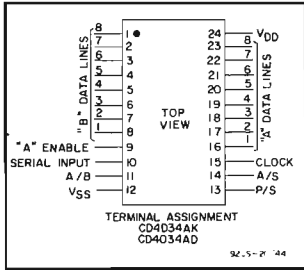 8 1 24 VDD
7 2 23 8
6 3 22 7
5 4 21 6
4 5 20 5
3 6 19 4
2 7 18 3
1 8 17 2
"A" ENABLE 9 16 1
SERIAL INPUT 10 15 CLOCK
A/B 11 14 A/S
VSS 12 13 P/S
"B" DATA LINES
TOP
VIEW
"A" DATA LINES
TERMINAL ASSIGNMENT
CD4034AK
CD4034AD